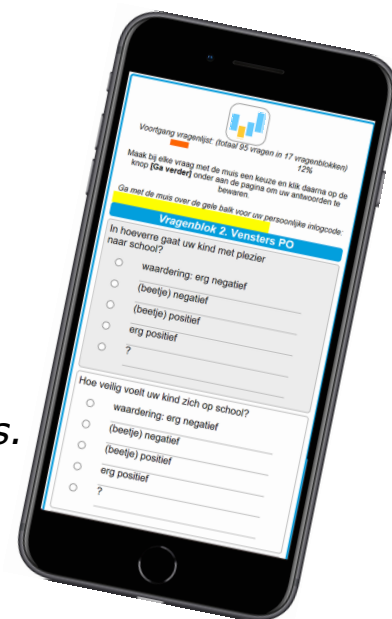 Voortgang vragenlijst: (totaal 95 vragen in 17 vragenblokken)
12%
Maak bij elke vraag met de muis een keuze en klik daarna op de
knop [Ga verder] onder aan de pagina om uw antwoorden te
bewaren.
Ga met de muis over de gele balk voor uw persoonlijke inlogcode:
Vragenblok 2. Vensters PO
In hoeverre gaat uw kind met plezier
naar school?
waardering: erg negatief
(beetje) negatief
(beetje) positief
erg positief
?
Hoe veilig voelt uw kind zich op school?
waardering: erg negatief
(beetje) negatief
(beetje) positief
erg positief
?
s.